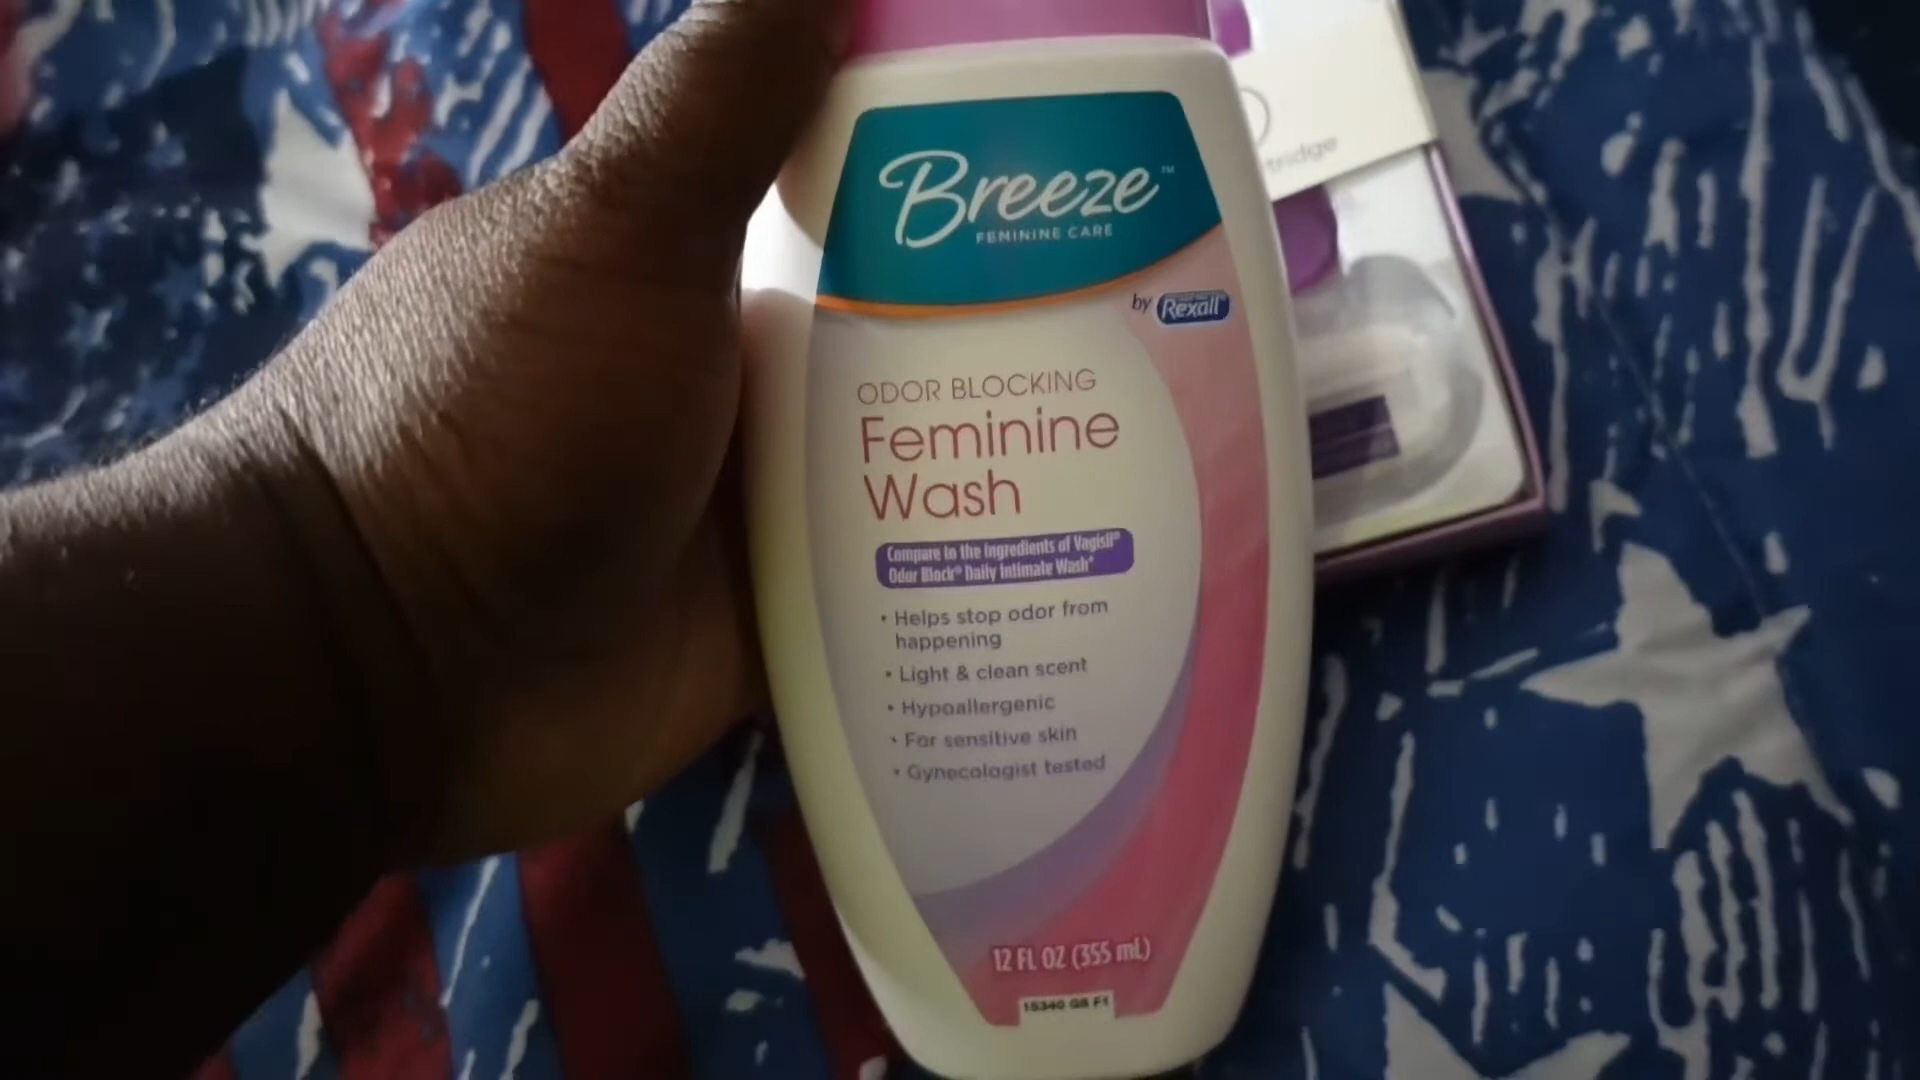 Breeze™
FEMININE CARE
by Rexall
ODOR BLOCKING
Feminine
Wash
Compare to the ingredients of Vagisil®
Odor Block® Daily Intimate Wash*
• Helps stop odor from
happening
• Light & clean scent
• Hypoallergenic
• For sensitive skin
• Gynecologist tested
12 FL OZ (355 mL)
15340 GB F1
tridge